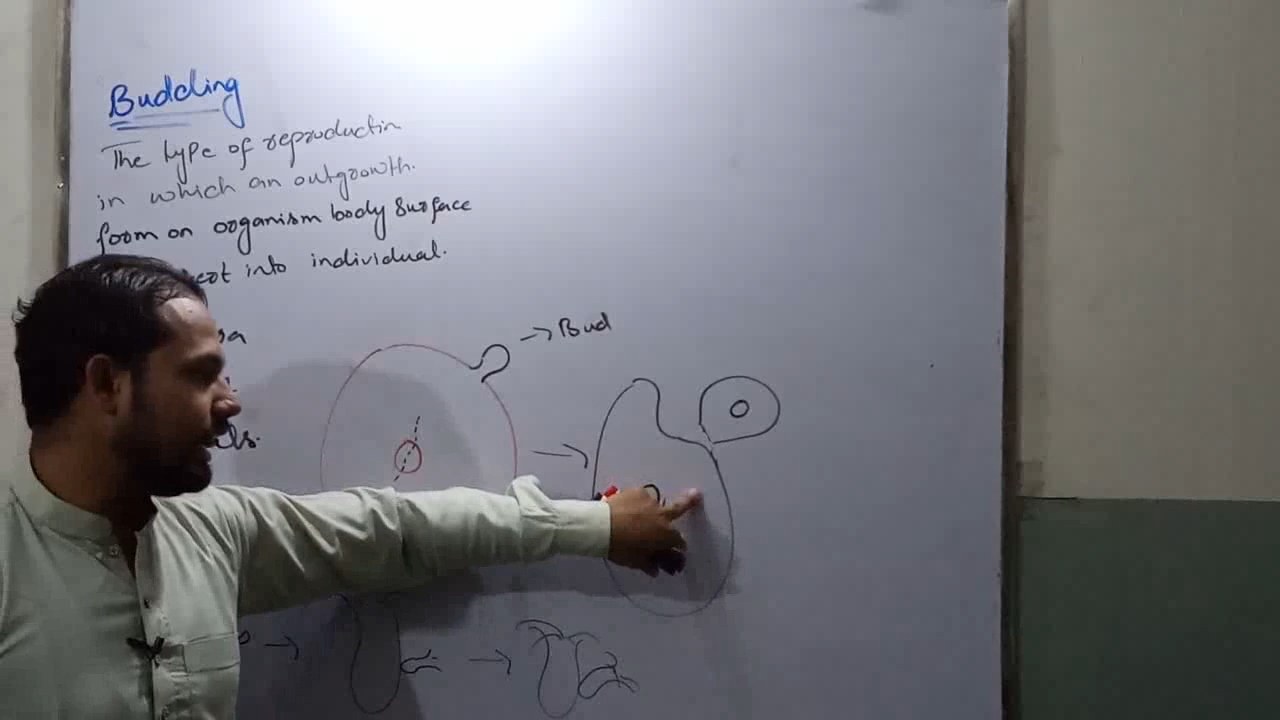 Budding
The type of reproductin
in which an outgrowth.
form on organism body surface
into individual.
Bud